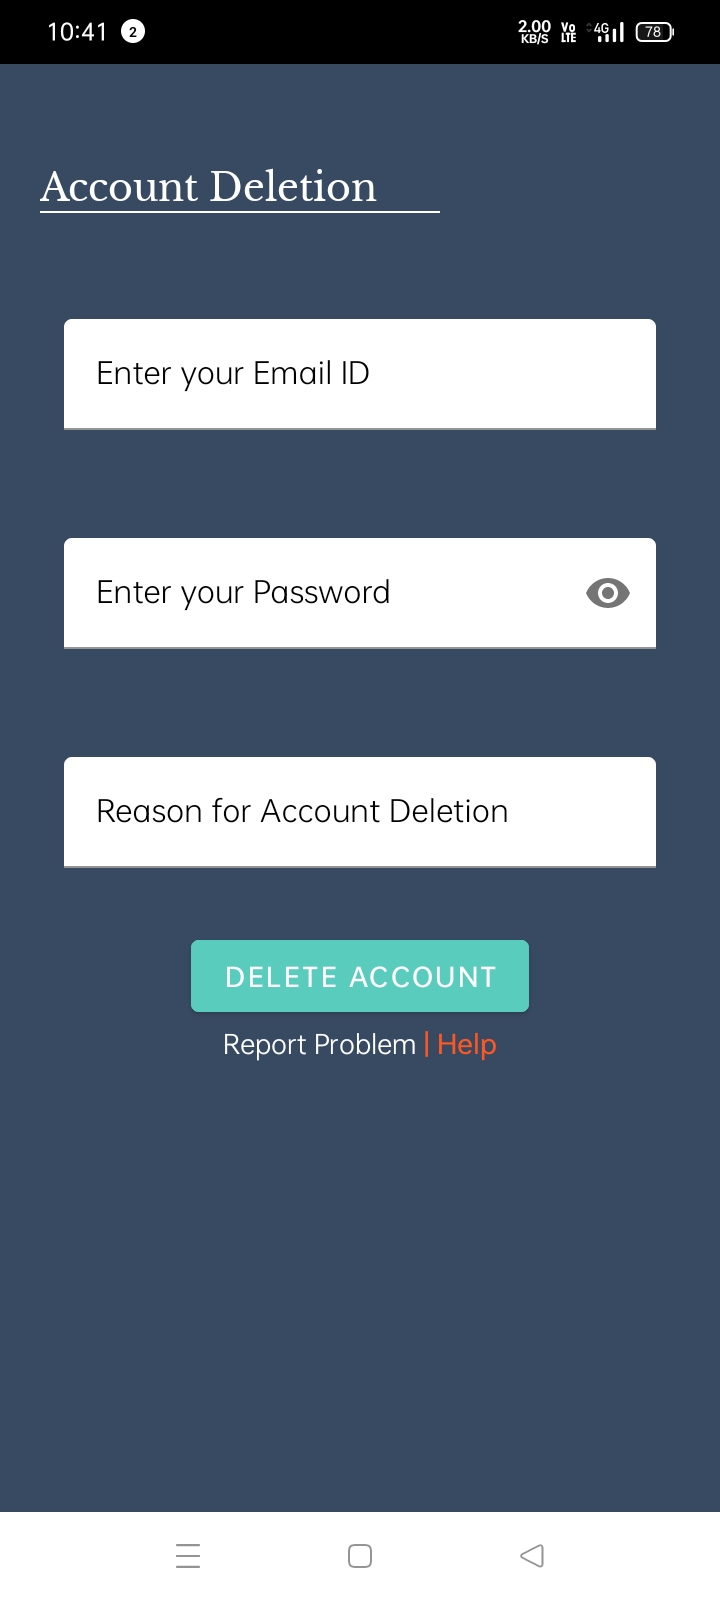 10:41 2 2.00 KB/S Vo LTE 4G 78
Account Deletion
Enter your Email ID
Enter your Password
Reason for Account Deletion
DELETE ACCOUNT
Report Problem | Help